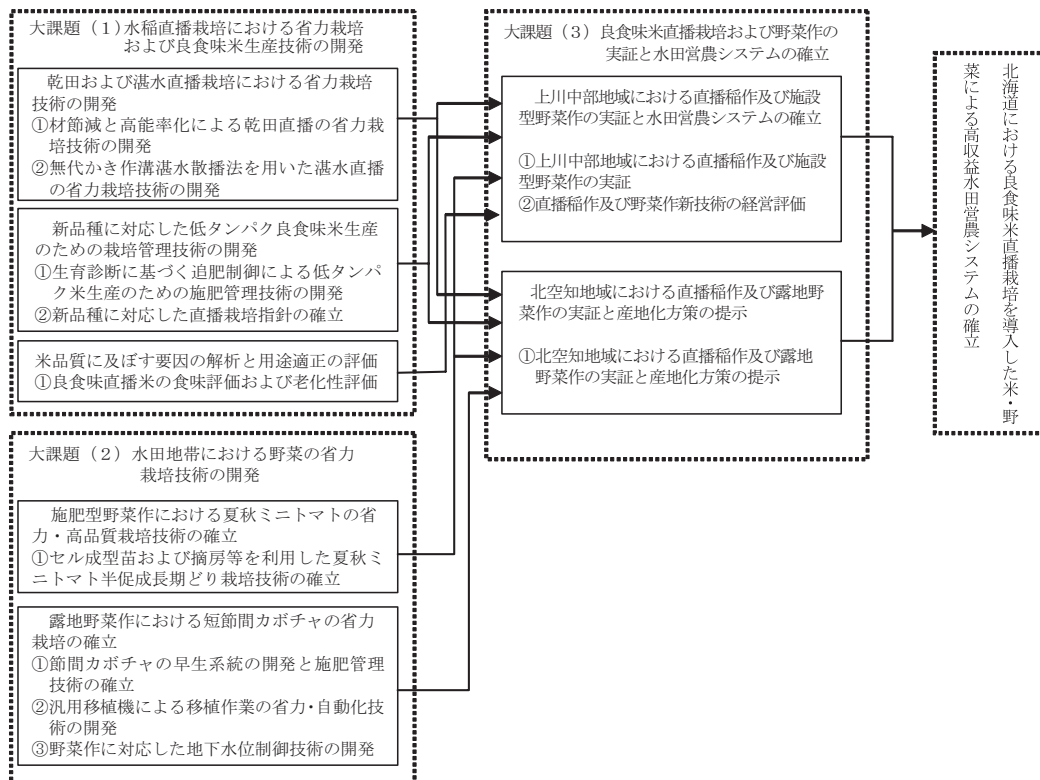 大課題（１）水稲直播栽培における省力栽培
および良食味米生産技術の開発
乾田および湛水直播栽培における省力栽培
技術の開発
①材節減と高能率化による乾田直播の省力栽
培技術の開発
②無代かき作溝湛水散播法を用いた湛水直播
の省力栽培技術の開発
新品種に対応した低タンパク良食味米生産
のための栽培管理技術の開発
①生育診断に基づく追肥制御による低タンパ
ク米生産のための施肥管理技術の開発
②新品種に対応した直播栽培指針の確立
米品質に及ぼす要因の解析と用途適正の評価
①良食味直播米の食味評価および老化性評価
大課題（２）水田地帯における野菜の省力
栽培技術の開発
施肥型野菜作における夏秋ミニトマトの省
力・高品質栽培技術の確立
①セル成型苗および摘房等を利用した夏秋ミ
ニトマト半促成長期どり栽培技術の確立
露地野菜作における短節間カボチャの省力
栽培の確立
①節間カボチャの早生系統の開発と施肥管理
技術の確立
②汎用移植機による移植作業の省力・自動化技
術の開発
③野菜作に対応した地下水位制御技術の開発
大課題（３）良食味米直播栽培および野菜作の
実証と水田営農システムの確立
上川中部地域における直播稲作及び施設
型野菜作の実証と水田営農システムの確立
①上川中部地域における直播稲作及び施設
型野菜作の実証
②直播稲作及び野菜作新技術の経営評価
北空知地域における直播稲作及び露地野
菜作の実証と産地化方策の提示
①北空知地域における直播稲作及び露地
野菜作の実証と産地化方策の提示
北海道における良食味米直播栽培を導入した米・野
菜による高収益水田営農システムの確立